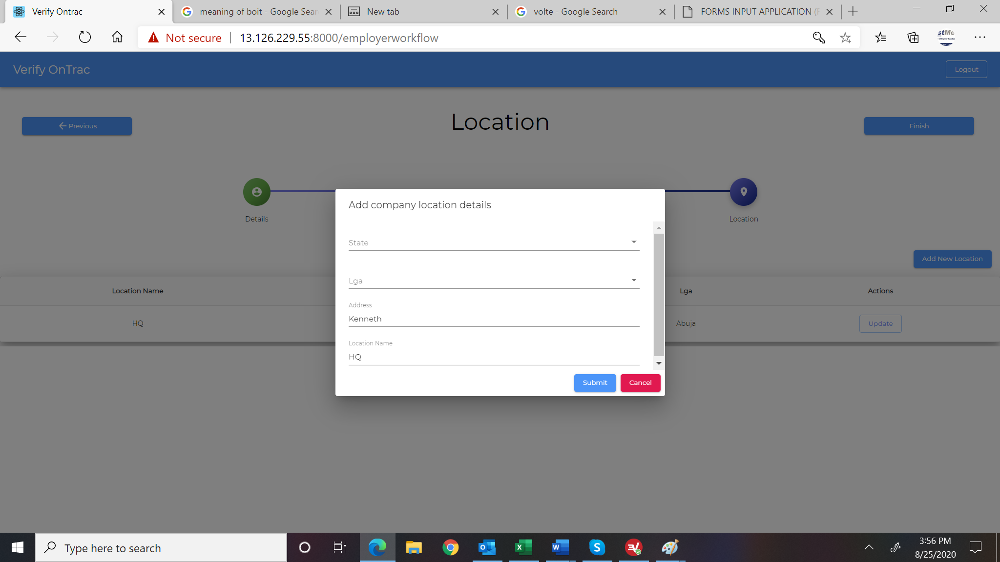 Verify Ontrac
meaning of boit - Google Sear
New tab
volte - Google Search
FORMS INPUT APPLICATION (F
Not secure
13.126.229.55:8000/employerworkflow
stMe
Verify OnTrac
Logout
Previous
Location
Finish
Details
Location
Add New Location
Location Name
Lga
Actions
HQ
Abuja
Update
Add company location details
State
Lga
Address
Kenneth
Location Name
HQ
Submit
Cancel
Type here to search
3:56 PM
8/25/2020